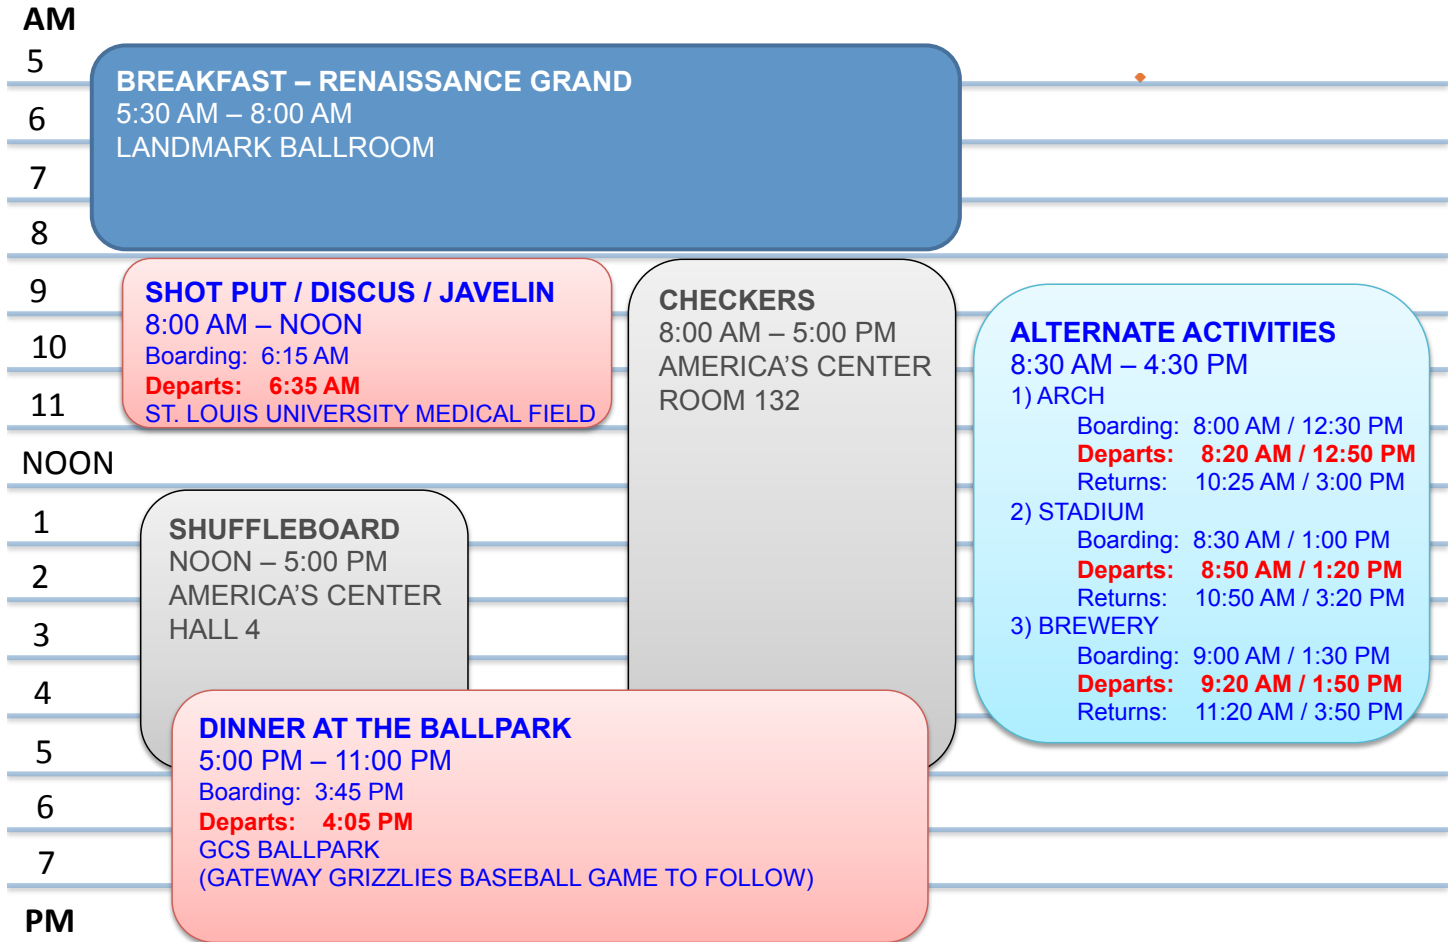 AM
5
6
7
8
9
10
11
NOON
1
2
3
4
5
6
7
PM
BREAKFAST – RENAISSANCE GRAND
5:30 AM – 8:00 AM
LANDMARK BALLROOM
SHOT PUT / DISCUS / JAVELIN
8:00 AM – NOON
Boarding: 6:15 AM
Departs: 6:35 AM
ST. LOUIS UNIVERSITY MEDICAL FIELD
CHECKERS
8:00 AM – 5:00 PM
AMERICA'S CENTER
ROOM 132
ALTERNATE ACTIVITIES
8:30 AM – 4:30 PM
1) ARCH
Boarding: 8:00 AM / 12:30 PM
Departs: 8:20 AM / 12:50 PM
Returns: 10:25 AM / 3:00 PM
2) STADIUM
Boarding: 8:30 AM / 1:00 PM
Departs: 8:50 AM / 1:20 PM
Returns: 10:50 AM / 3:20 PM
3) BREWERY
Boarding: 9:00 AM / 1:30 PM
Departs: 9:20 AM / 1:50 PM
Returns: 11:20 AM / 3:50 PM
SHUFFLEBOARD
NOON – 5:00 PM
AMERICA'S CENTER
HALL 4
DINNER AT THE BALLPARK
5:00 PM – 11:00 PM
Boarding: 3:45 PM
Departs: 4:05 PM
GCS BALLPARK
(GATEWAY GRIZZLIES BASEBALL GAME TO FOLLOW)